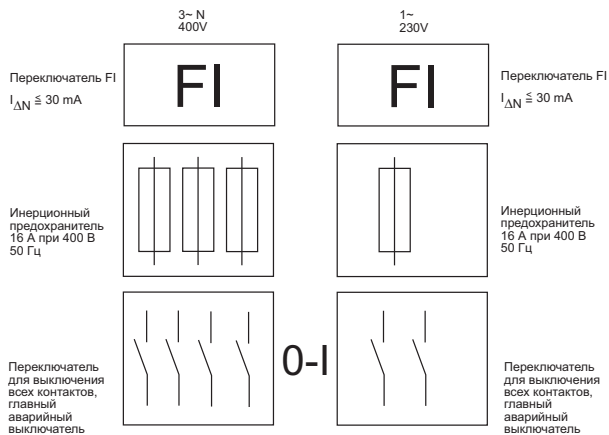 3~ N
400V
1~
230V
Переключатель FI
I ΔN ≦ 30 mA
FI
FI
Переключатель FI
I ΔN ≦ 30 mA
Инерционный
предохранитель
16 А при 400 В
50 Гц
Инерционный
предохранитель
16 А при 400 В
50 Гц
0-I
Переключатель
для выключения
всех контактов,
главный
аварийный
выключатель
Переключатель
для выключения
всех контактов,
главный
аварийный
выключатель